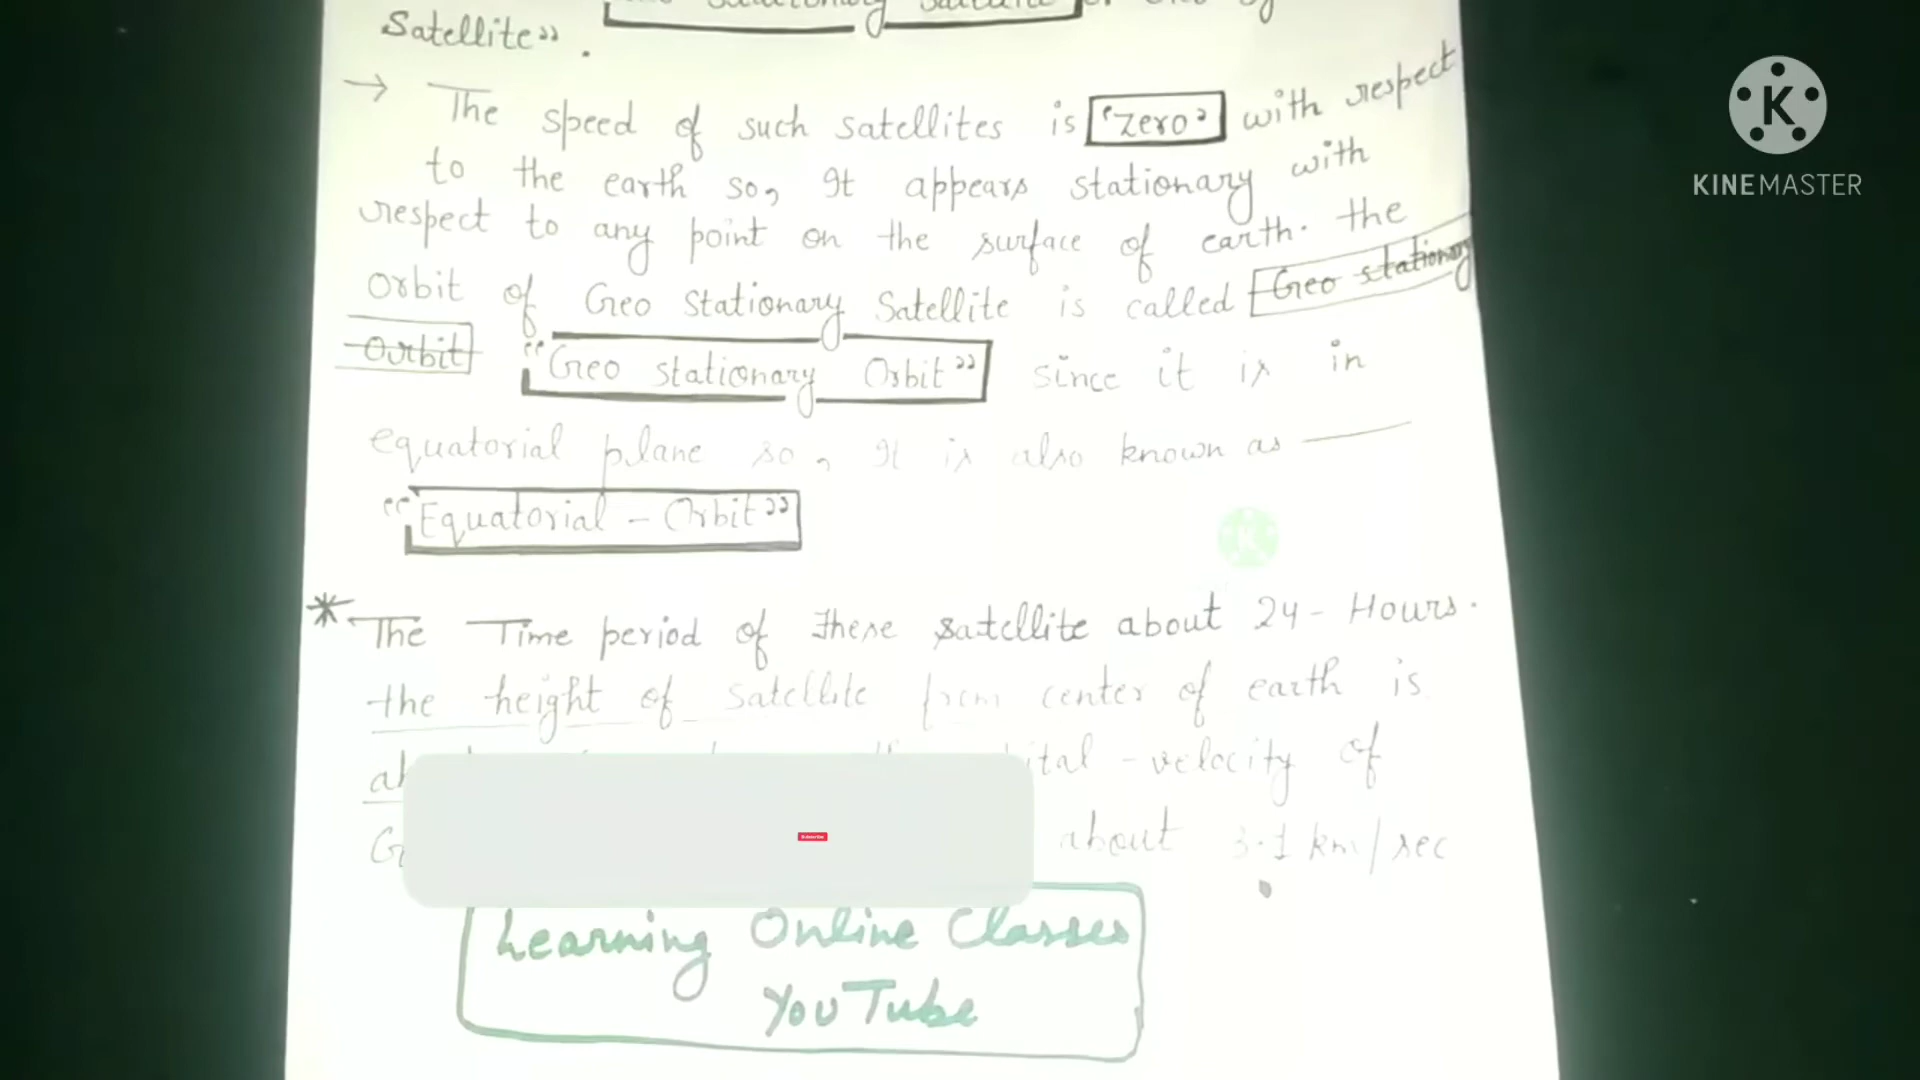 Satellite”.
→ The speed of such satellites is ‘zero’ with respect
to the earth so, It appears stationary with
respect to any point on the surface of earth. the
orbit of Geo Stationary Satellite is called Geo stationary
Orbit “Geo stationary Orbit” since it is in
equatorial plane so, It is also known as —
“Equatorial - Orbit”
* The Time period of these satellite about 24 - Hours.
the height of satellite from center of earth is
ital - velocity of
about 3.1 km/sec
Learning Online Classes
YouTube
K
KINEMASTER